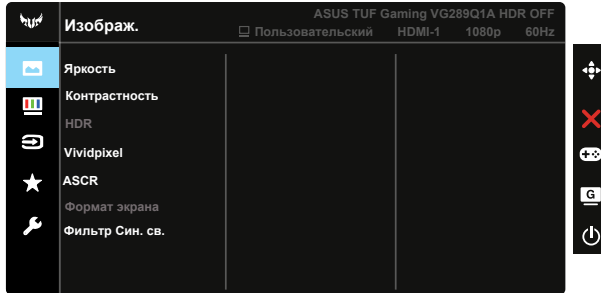 ASUS TUF Gaming VG289Q1A HDR OFF
Изображ.
Пользовательский HDMI-1 1080p 60Hz
Яркость
Контрастность
HDR
Vividpixel
ASCR
Формат экрана
Фильтр Син. св.
G